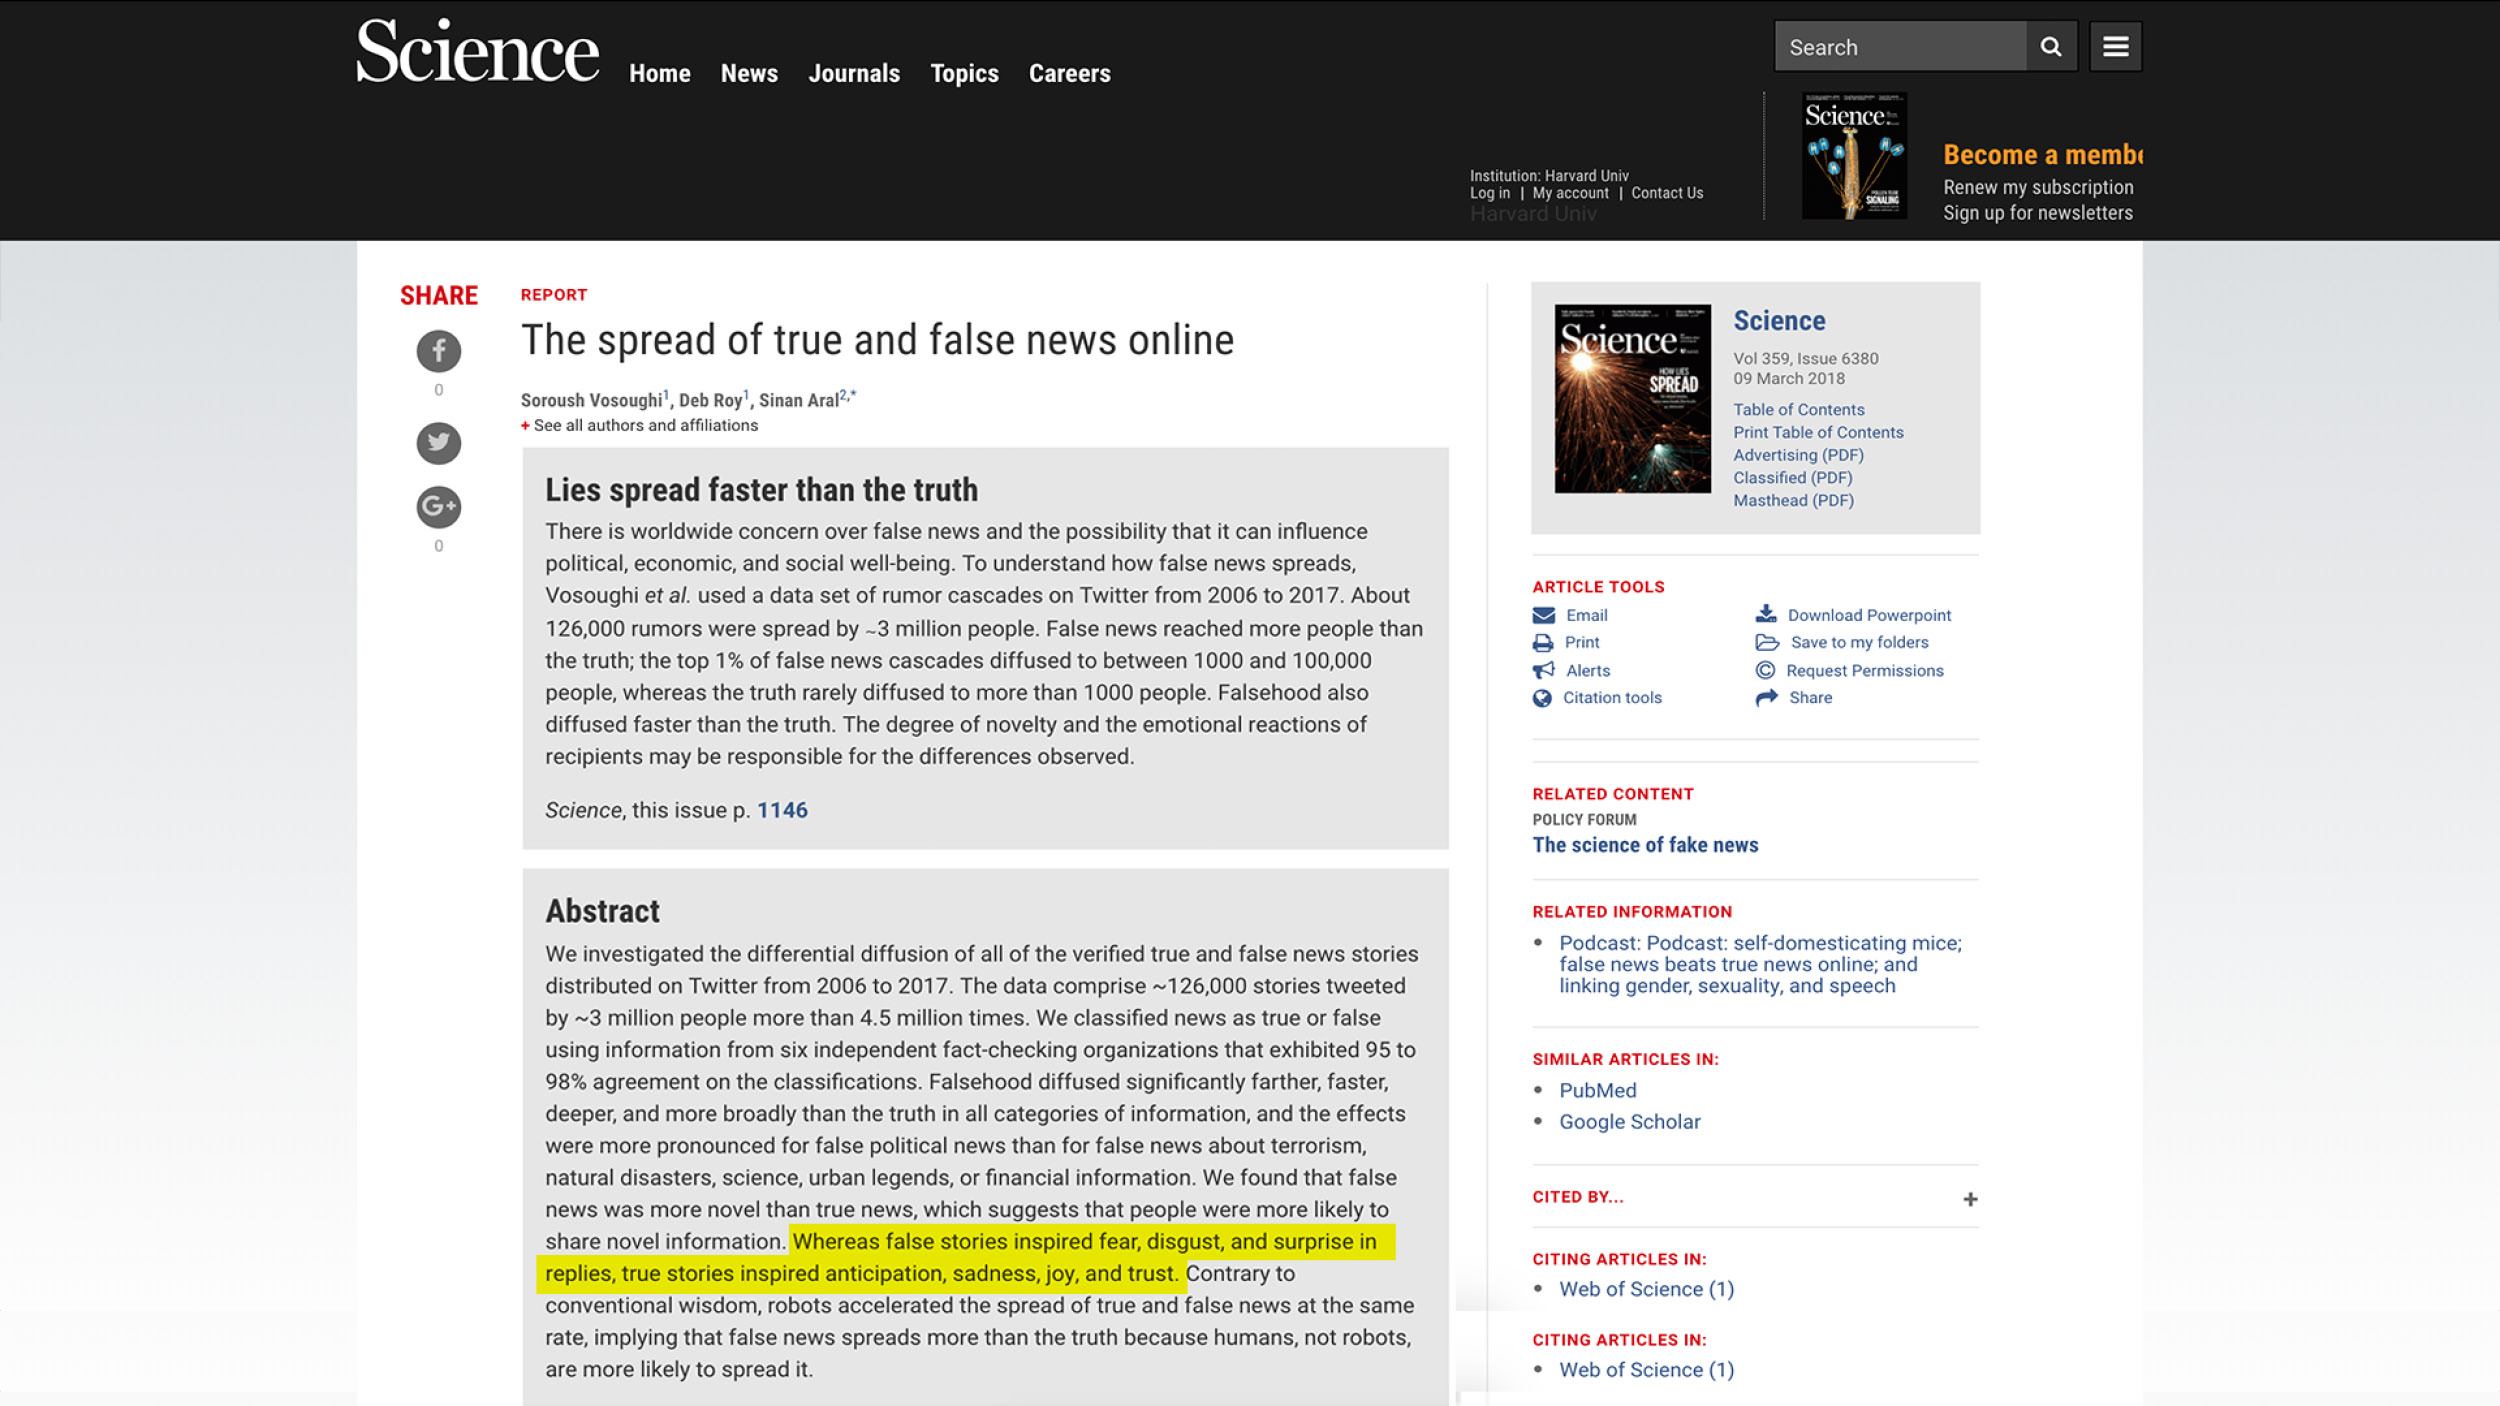 Science
Home News Journals Topics Careers
Search
Institution: Harvard Univ
Log in | My account | Contact Us
Harvard Univ
Science
SIGNALING
Become a membe
Renew my subscription
Sign up for newsletters
SHARE
0
0
REPORT
The spread of true and false news online
Soroush Vosoughi1, Deb Roy1, Sinan Aral2,*
+ See all authors and affiliations
Lies spread faster than the truth
There is worldwide concern over false news and the possibility that it can influence
political, economic, and social well-being. To understand how false news spreads,
Vosoughi et al. used a data set of rumor cascades on Twitter from 2006 to 2017. About
126,000 rumors were spread by ~3 million people. False news reached more people than
the truth; the top 1% of false news cascades diffused to between 1000 and 100,000
people, whereas the truth rarely diffused to more than 1000 people. Falsehood also
diffused faster than the truth. The degree of novelty and the emotional reactions of
recipients may be responsible for the differences observed.
Science, this issue p. 1146
Abstract
We investigated the differential diffusion of all of the verified true and false news stories
distributed on Twitter from 2006 to 2017. The data comprise ~126,000 stories tweeted
by ~3 million people more than 4.5 million times. We classified news as true or false
using information from six independent fact-checking organizations that exhibited 95 to
98% agreement on the classifications. Falsehood diffused significantly farther, faster,
deeper, and more broadly than the truth in all categories of information, and the effects
were more pronounced for false political news than for false news about terrorism,
natural disasters, science, urban legends, or financial information. We found that false
news was more novel than true news, which suggests that people were more likely to
share novel information. Whereas false stories inspired fear, disgust, and surprise in
replies, true stories inspired anticipation, sadness, joy, and trust. Contrary to
conventional wisdom, robots accelerated the spread of true and false news at the same
rate, implying that false news spreads more than the truth because humans, not robots,
are more likely to spread it.
Science
HOW LIES
SPREAD
Science
Vol 359, Issue 6380
09 March 2018
Table of Contents
Print Table of Contents
Advertising (PDF)
Classified (PDF)
Masthead (PDF)
ARTICLE TOOLS
Email
Print
Alerts
Citation tools
Download Powerpoint
Save to my folders
Request Permissions
Share
RELATED CONTENT
POLICY FORUM
The science of fake news
RELATED INFORMATION
Podcast: Podcast: self-domesticating mice;
false news beats true news online; and
linking gender, sexuality, and speech
SIMILAR ARTICLES IN:
PubMed
Google Scholar
CITED BY...
CITING ARTICLES IN:
Web of Science (1)
CITING ARTICLES IN:
Web of Science (1)